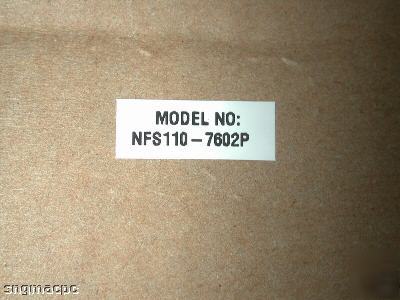 MODEL NO:
NFS110-7602P
sngmacpc